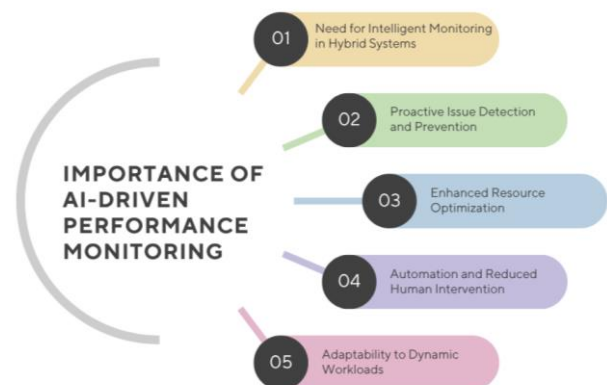 01
Need for Intelligent Monitoring
in Hybrid Systems
02
Proactive Issue Detection
and Prevention
IMPORTANCE OF
AI-DRIVEN
PERFORMANCE
MONITORING
03
Enhanced Resource
Optimization
04
Automation and Reduced
Human Intervention
05
Adaptability to Dynamic
Workloads